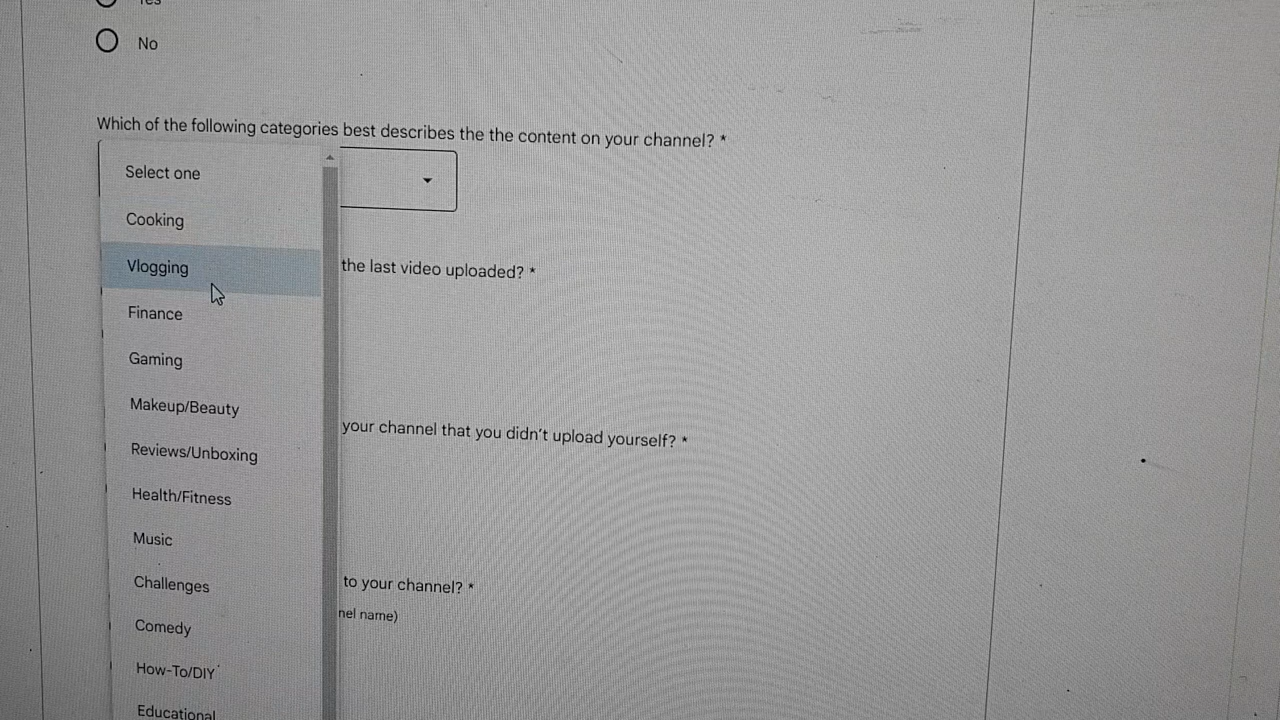 Yes
No
Which of the following categories best describes the the content on your channel? *
Select one
Cooking
Vlogging
the last video uploaded? *
Finance
Gaming
Makeup/Beauty
your channel that you didn't upload yourself? *
Reviews/Unboxing
Health/Fitness
Music
Challenges
to your channel? *
nel name)
Comedy
How-To/DIY
Educational